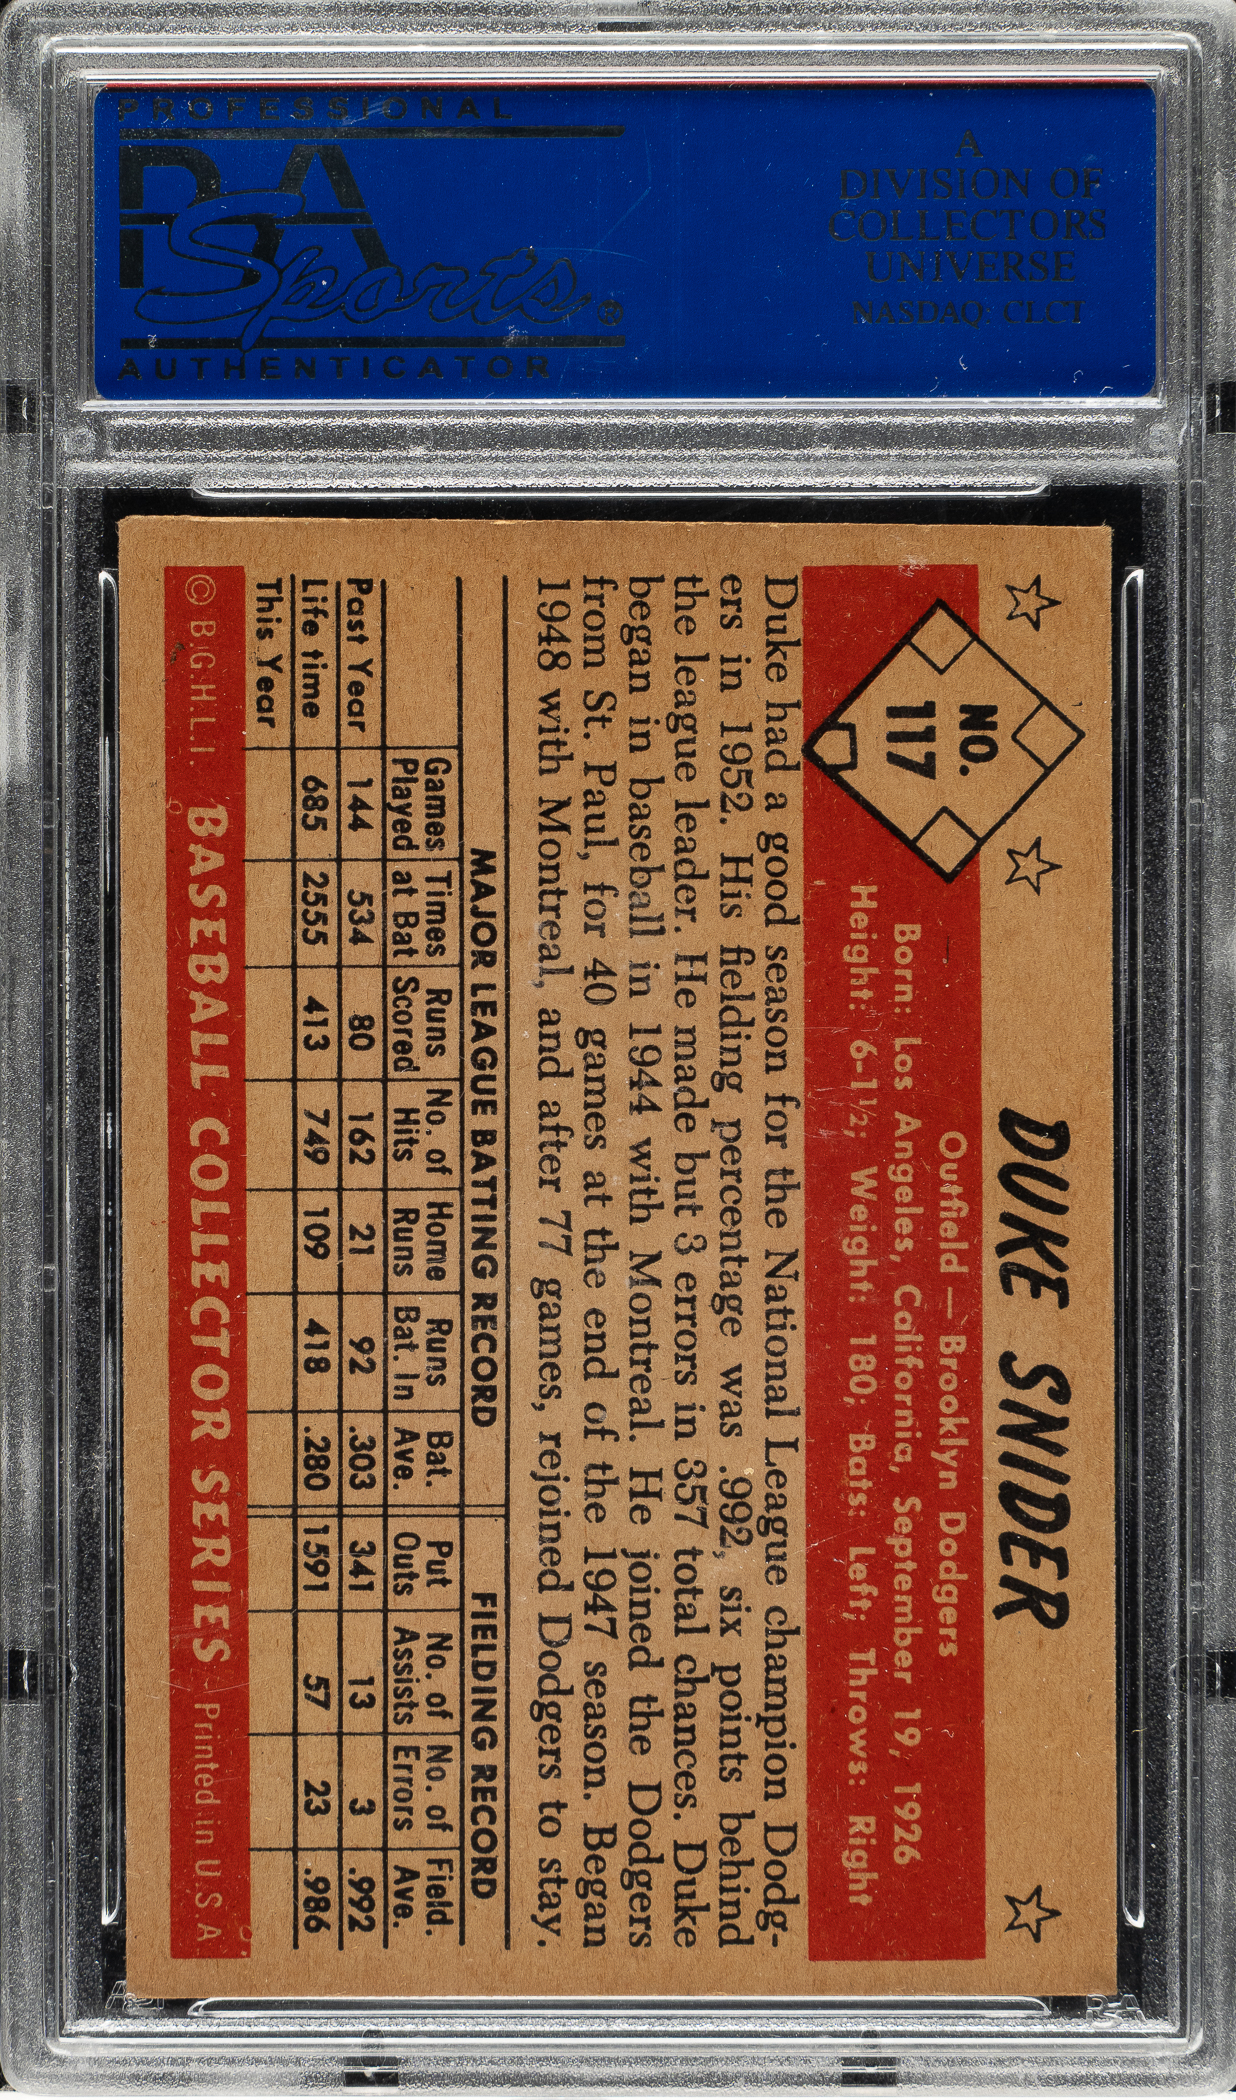 PROFESSIONAL
PSA
Sports®
AUTHENTICATOR
A
DIVISION OF
COLLECTORS
UNIVERSE
NASDAQ: CLCT
DUKE SNIDER
NO.
117
Outfield — Brooklyn Dodgers
Born: Los Angeles, California, September 19, 1926
Height: 6-1½; Weight: 180; Bats: Left; Throws: Right
Duke had a good season for the National League champion Dodg-
ers in 1952. His fielding percentage was .992, six points behind
the league leader. He made but 3 errors in 357 total chances. Duke
began in baseball in 1944 with Montreal. He joined the Dodgers
from St. Paul, for 40 games at the end of the 1947 season. Began
1948 with Montreal, and after 77 games, rejoined Dodgers to stay.
MAJOR LEAGUE BATTING RECORD FIELDING RECORD
Games Times Runs No. of Home Runs Bat. Put No. of No. of Field.
Played at Bat Scored Hits Runs Bat. In Ave. Outs Assists Errors Ave.
Past Year 144 534 80 162 21 92 .303 341 13 3 .992
Life time 685 2555 413 749 109 418 .280 1591 57 23 .986
This Year
© B.G.H.L.I. BASEBALL COLLECTOR SERIES Printed in U.S.A.
PSA